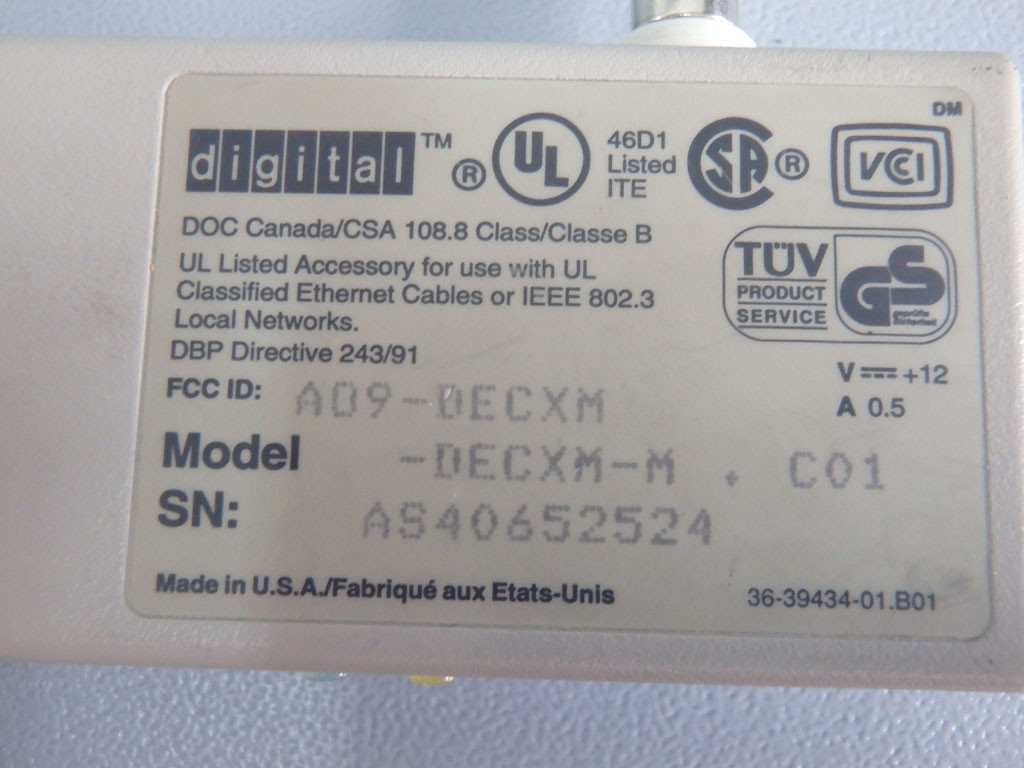 DM
digital™ ® UL 46D1 Listed ITE SA ® VCI
DOC Canada/CSA 108.8 Class/Classe B
UL Listed Accessory for use with UL
Classified Ethernet Cables or IEEE 802.3
Local Networks.
DBP Directive 243/91
TÜV
PRODUCT
SERVICE
GS
geprüfte
Sicherheit
V +12
A 0.5
FCC ID: AO9-DECXM
Model -DECXM-M . C01
SN: AS40652524
Made in U.S.A./Fabriqué aux Etats-Unis 36-39434-01.B01